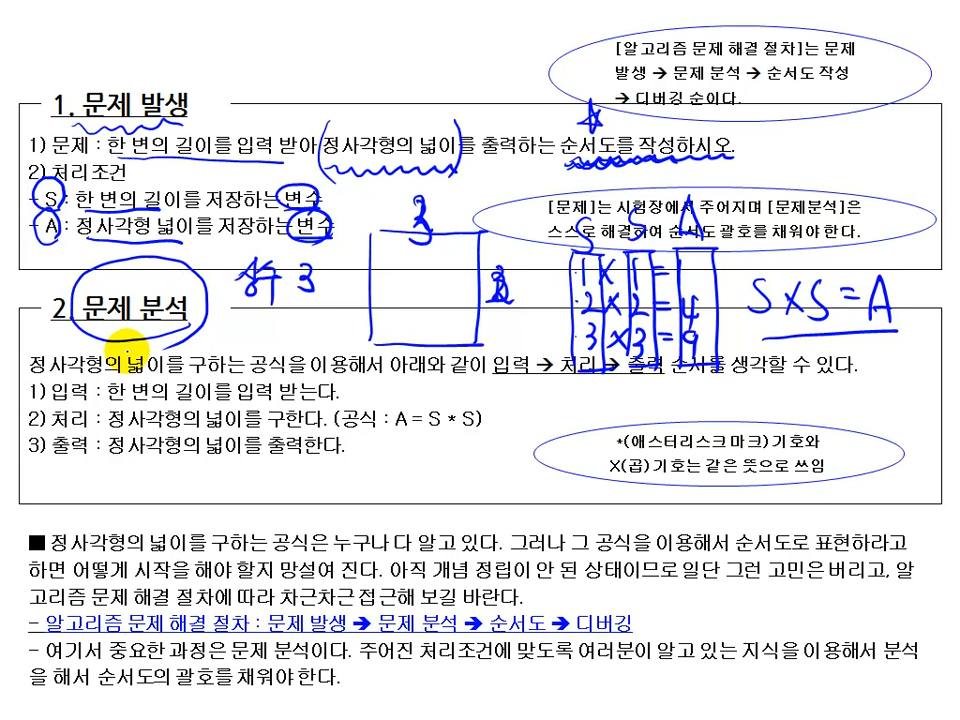 [알고리즘 문제 해결 절차]는 문제
발생 → 문제 분석 → 순서도 작성
→ 디버깅 순이다.
1. 문제 발생
1) 문제 : 한 변의 길이를 입력 받아 정사각형의 넓이를 출력하는 순서도를 작성하시오.
2) 처리조건
- S : 한 변의 길이를 저장하는 변수
- A : 정사각형 넓이를 저장하는 변수
[문제]는 시험장에서 주어지며 [문제분석]은
스스로 해결하여 순서도 괄호를 채워야 한다.
3
3
S S A
1 × 1 = 1
2 × 2 = 4
3 × 3 = 9
S × S = A
2. 문제 분석
정사각형의 넓이를 구하는 공식을 이용해서 아래와 같이 입력 → 처리 → 출력 순서를 생각할 수 있다.
1) 입력 : 한 변의 길이를 입력 받는다.
2) 처리 : 정사각형의 넓이를 구한다. (공식 : A = S * S)
3) 출력 : 정사각형의 넓이를 출력한다.
*(애스터리스크 마크) 기호와
X(곱) 기호는 같은 뜻으로 쓰임
■ 정사각형의 넓이를 구하는 공식은 누구나 다 알고 있다. 그러나 그 공식을 이용해서 순서도로 표현하라고
하면 어떻게 시작을 해야 할지 망설여 진다. 아직 개념 정립이 안 된 상태이므로 일단 그런 고민은 버리고, 알
고리즘 문제 해결 절차에 따라 차근차근 접근해 보길 바란다.
- 알고리즘 문제 해결 절차 : 문제 발생 → 문제 분석 → 순서도 → 디버깅
- 여기서 중요한 과정은 문제 분석이다. 주어진 처리조건에 맞도록 여러분이 알고 있는 지식을 이용해서 분석
을 해서 순서도의 괄호를 채워야 한다.